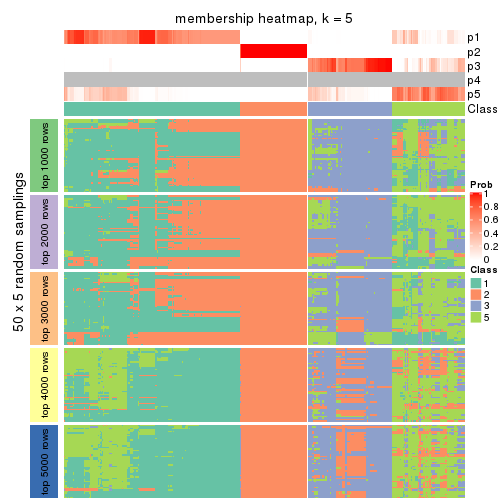 membership heatmap, k = 5
p1
p2
p3
p4
p5
Class
50 x 5 random samplings
top 1000 rows
top 2000 rows
top 3000 rows
top 4000 rows
top 5000 rows
Prob
1
0.8
0.6
0.4
0.2
0
Class
1
2
3
5